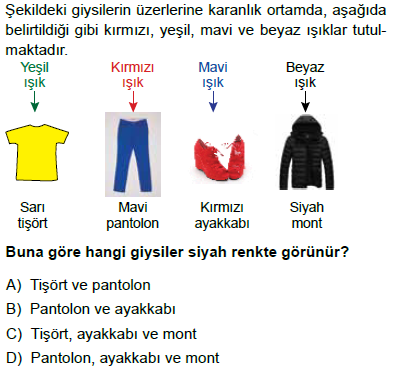 Şekildeki giysilerin üzerlerine karanlık ortamda, aşağıda
belirtildiği gibi kırmızı, yeşil, mavi ve beyaz ışıklar tutul-
maktadır.
Yeşil ışık
Kırmızı ışık
Mavi ışık
Beyaz ışık
Sarı tişört
Mavi pantolon
Kırmızı ayakkabı
Siyah mont
Buna göre hangi giysiler siyah renkte görünür?
A) Tişört ve pantolon
B) Pantolon ve ayakkabı
C) Tişört, ayakkabı ve mont
D) Pantolon, ayakkabı ve mont